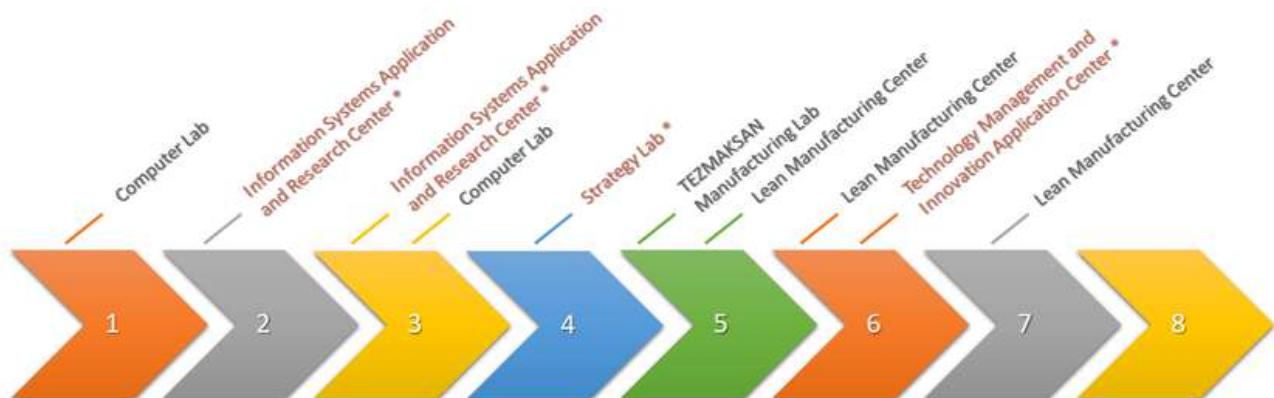 Computer Lab
Information Systems Application
and Research Center *
Information Systems Application
and Research Center *
Computer Lab
Strategy Lab *
TEZMAKSAN
Manufacturing Lab
Lean Manufacturing Center
Lean Manufacturing Center
Technology Management and
Innovation Application Center *
Lean Manufacturing Center
1
2
3
4
5
6
7
8